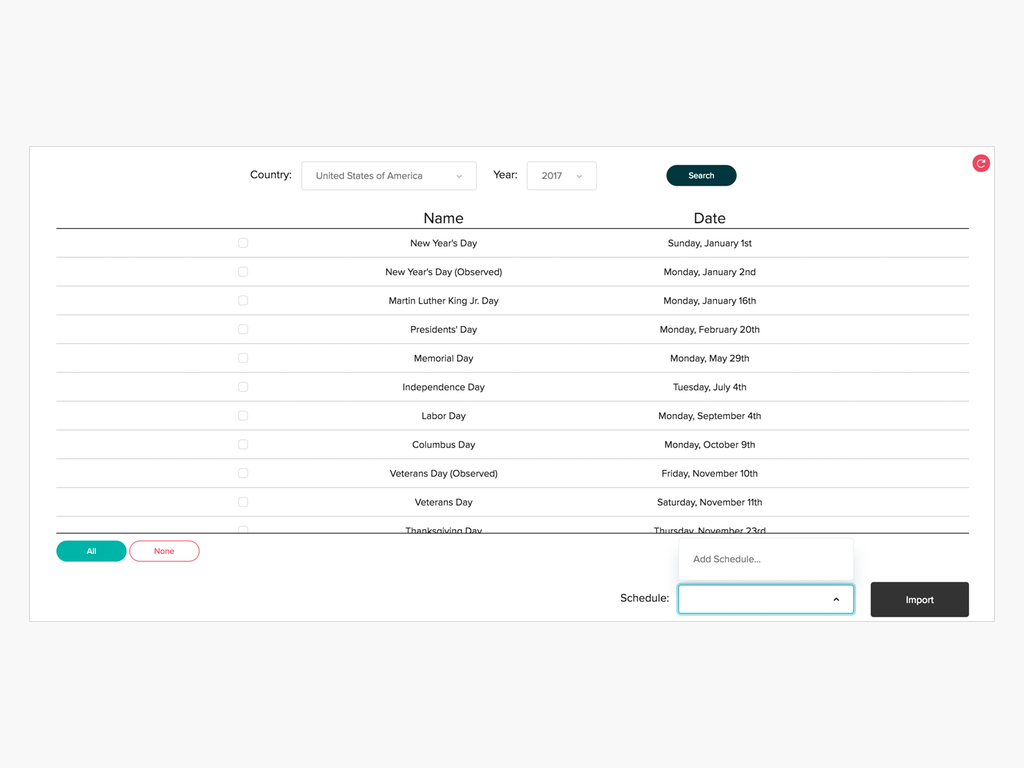 Country: United States of America Year: 2017 Search
Name Date
New Year's Day Sunday, January 1st
New Year's Day (Observed) Monday, January 2nd
Martin Luther King Jr. Day Monday, January 16th
Presidents' Day Monday, February 20th
Memorial Day Monday, May 29th
Independence Day Tuesday, July 4th
Labor Day Monday, September 4th
Columbus Day Monday, October 9th
Veterans Day (Observed) Friday, November 10th
Veterans Day Saturday, November 11th
Thanksgiving Day Thursday, November 23rd
All None
Add Schedule...
Schedule: Import